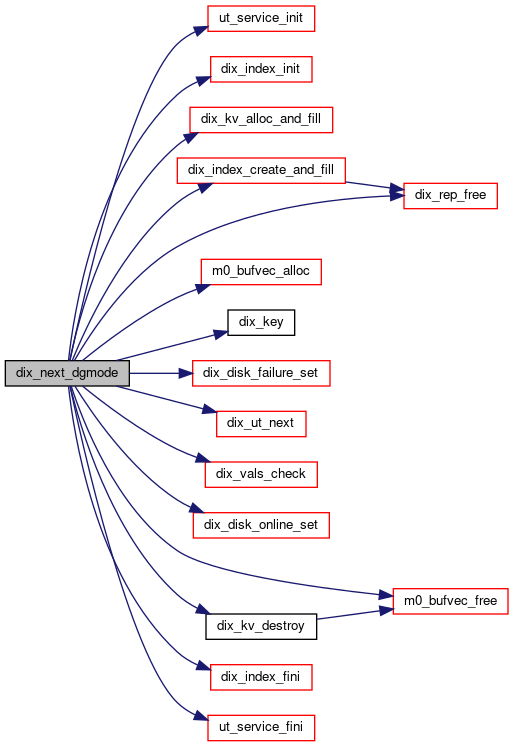 ut_service_init
dix_index_init
dix_kv_alloc_and_fill
dix_index_create_and_fill
dix_rep_free
m0_bufvec_alloc
dix_key
dix_next_dgmode
dix_disk_failure_set
dix_ut_next
dix_vals_check
dix_disk_online_set
m0_bufvec_free
dix_kv_destroy
dix_index_fini
ut_service_fini